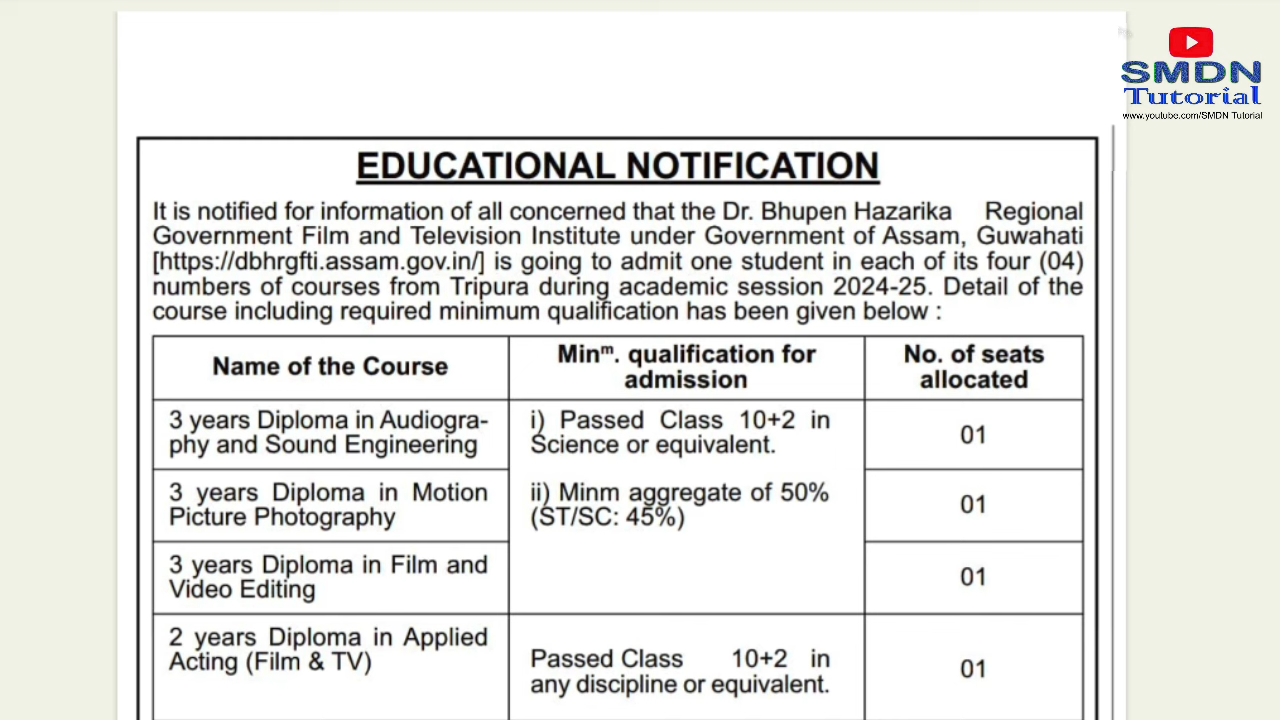 SMDN
Tutorial
www.youtube.com/SMDN Tutorial
EDUCATIONAL NOTIFICATION
It is notified for information of all concerned that the Dr. Bhupen Hazarika Regional
Government Film and Television Institute under Government of Assam, Guwahati
[https://dbhrgfti.assam.gov.in/] is going to admit one student in each of its four (04)
numbers of courses from Tripura during academic session 2024-25. Detail of the
course including required minimum qualification has been given below :
Name of the Course
Minᵐ. qualification for
admission
No. of seats
allocated
3 years Diploma in Audiogra-
phy and Sound Engineering
i) Passed Class 10+2 in
Science or equivalent.
01
3 years Diploma in Motion
Picture Photography
ii) Minm aggregate of 50%
(ST/SC: 45%)
01
3 years Diploma in Film and
Video Editing
01
2 years Diploma in Applied
Acting (Film & TV)
Passed Class 10+2 in
any discipline or equivalent.
01